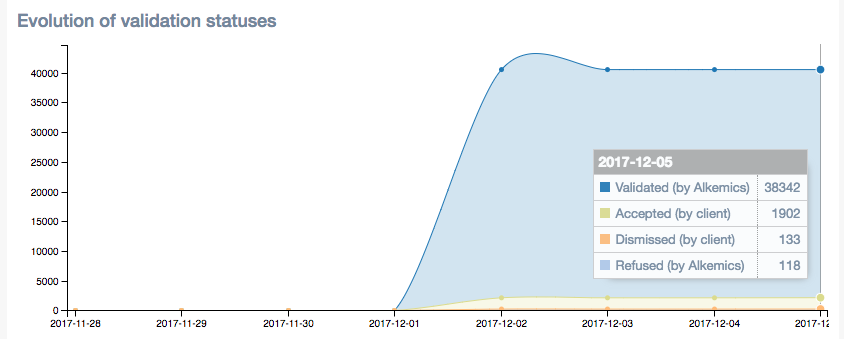 Evolution of validation statuses
40000
35000
30000
25000
20000
15000
10000
5000
0
2017-12-05
Validated (by Alkemics) 38342
Accepted (by client) 1902
Dismissed (by client) 133
Refused (by Alkemics) 118
2017-11-28 2017-11-29 2017-11-30 2017-12-01 2017-12-02 2017-12-03 2017-12-04 2017-12